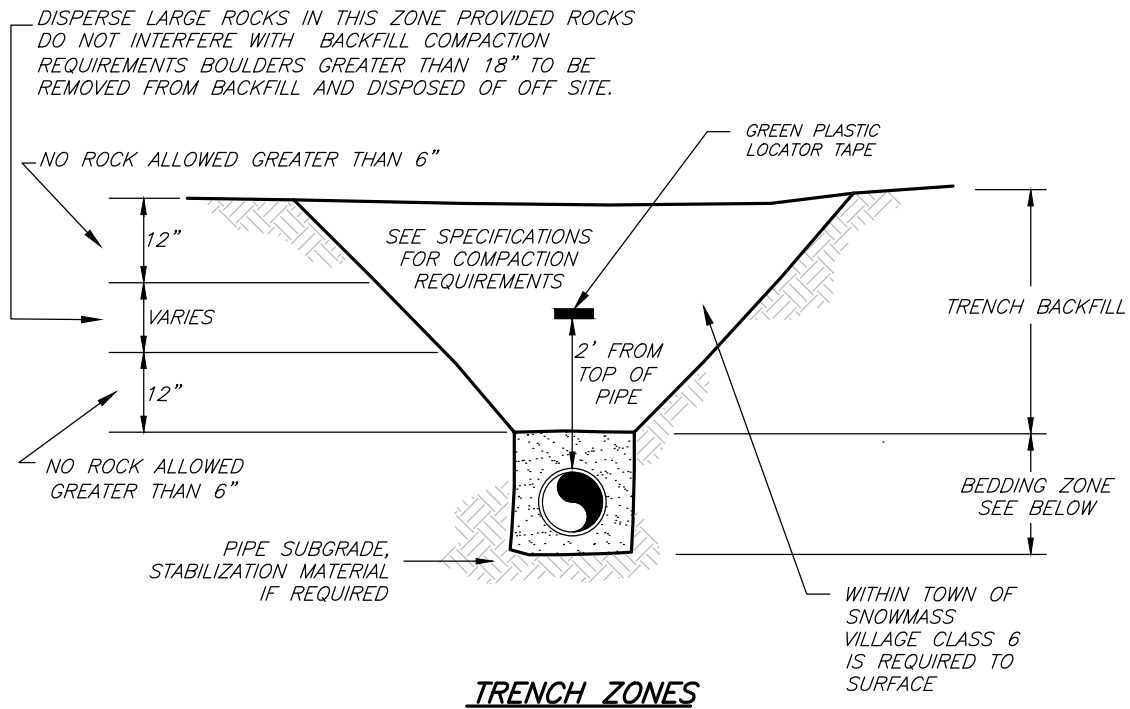 DISPERSE LARGE ROCKS IN THIS ZONE PROVIDED ROCKS
DO NOT INTERFERE WITH BACKFILL COMPACTION
REQUIREMENTS BOULDERS GREATER THAN 18” TO BE
REMOVED FROM BACKFILL AND DISPOSED OF OFF SITE.
GREEN PLASTIC
LOCATOR TAPE
NO ROCK ALLOWED GREATER THAN 6”
12”
SEE SPECIFICATIONS
FOR COMPACTION
REQUIREMENTS
VARIES
TRENCH BACKFILL
2’ FROM
TOP OF
PIPE
12”
NO ROCK ALLOWED
GREATER THAN 6”
BEDDING ZONE
SEE BELOW
PIPE SUBGRADE,
STABILIZATION MATERIAL
IF REQUIRED
WITHIN TOWN OF
SNOWMASS
VILLAGE CLASS 6
IS REQUIRED TO
SURFACE
TRENCH ZONES